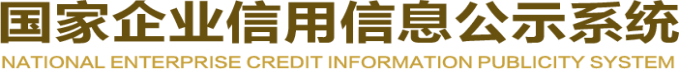 国家企业信用信息公示系统
NATIONAL ENTERPRISE CREDIT INFORMATION PUBLICITY SYSTEM